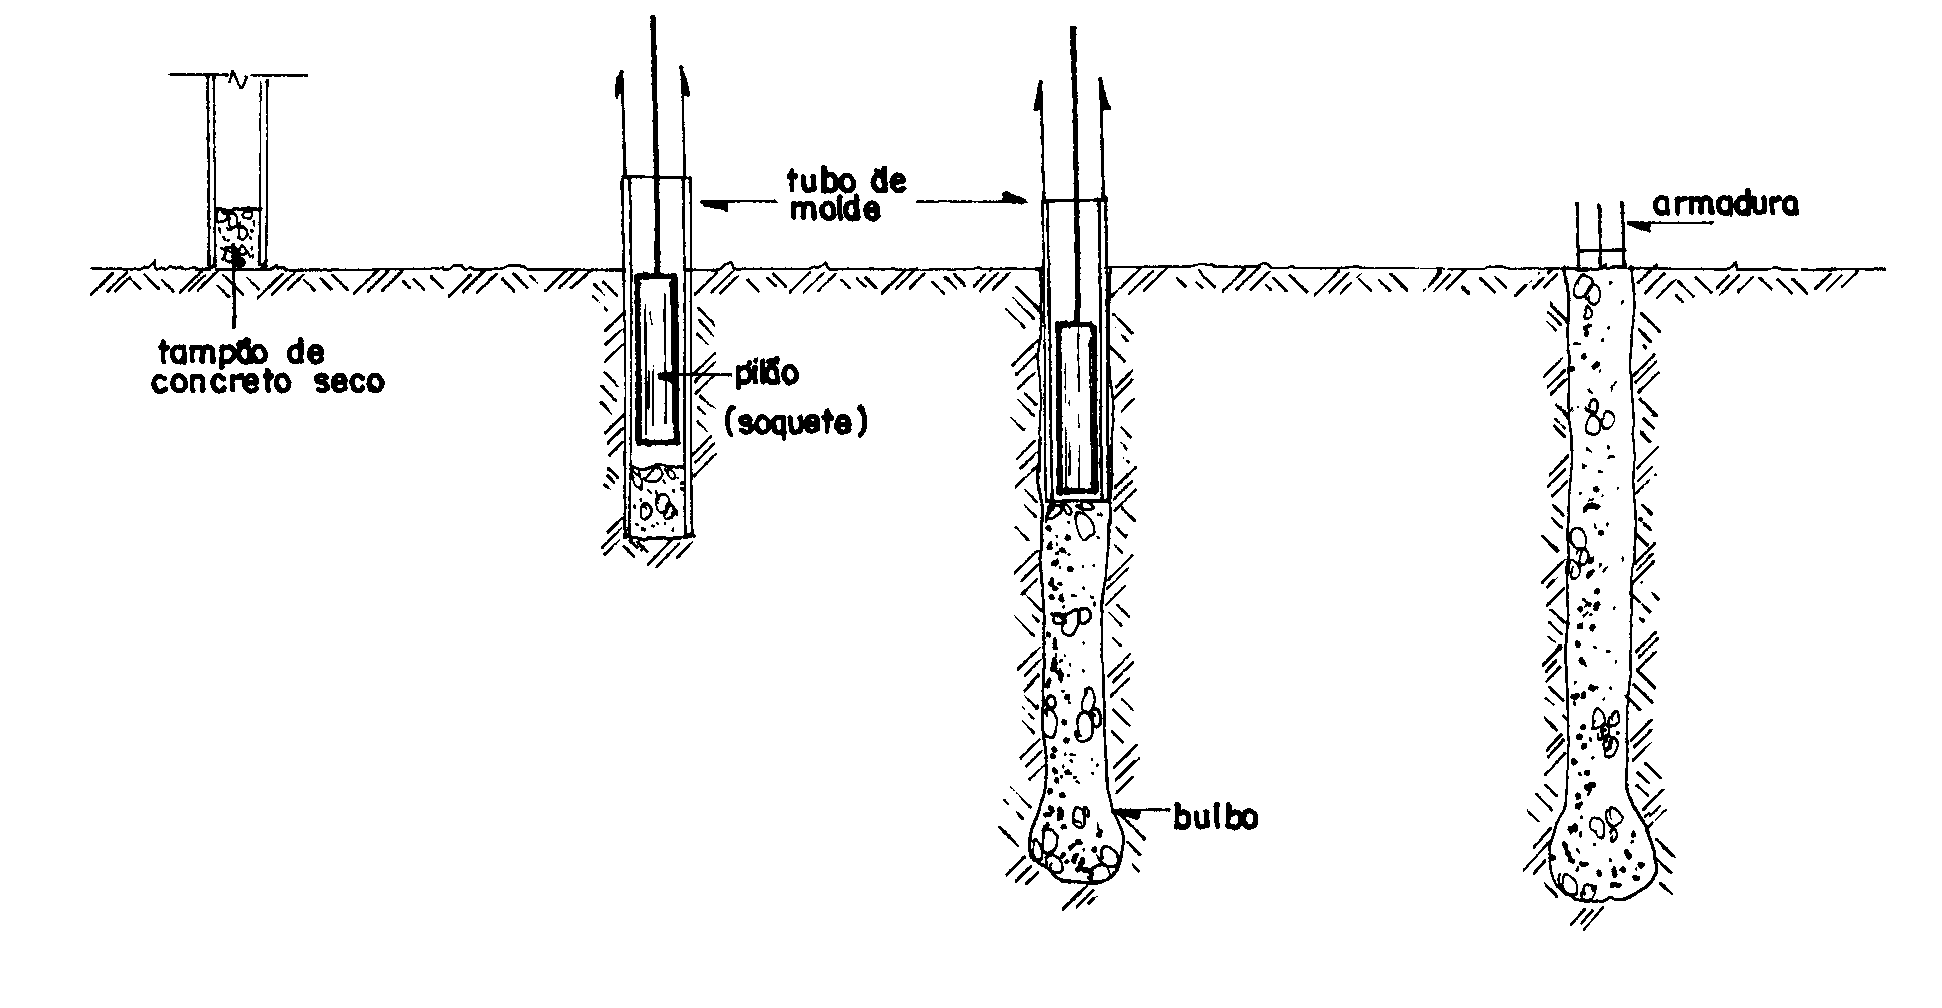 tubo de
molde
armadura
tampão de
concreto seco
pilão
(soquete)
bulbo